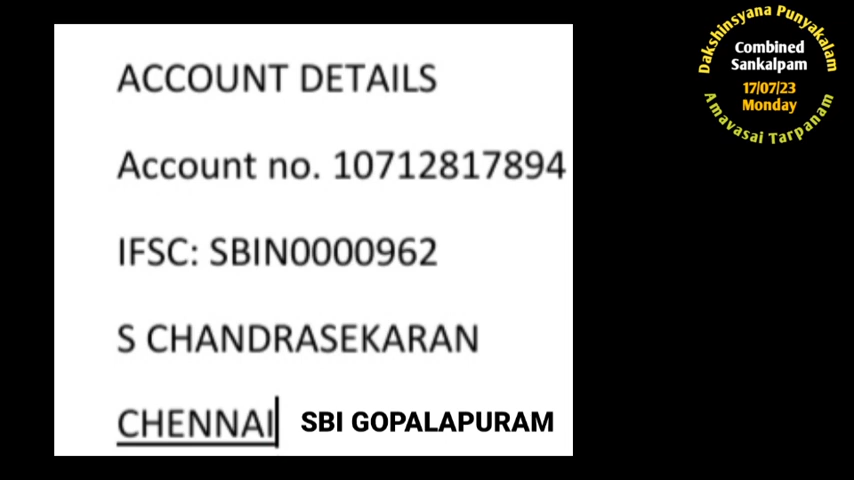 ACCOUNT DETAILS
Account no. 10712817894
IFSC: SBIN0000962
S CHANDRASEKARAN
CHENNAI SBI GOPALAPURAM
Dakshinsyana Punyakalam
Combined
Sankalpam
17/07/23
Monday
Amavasai Tarpanam